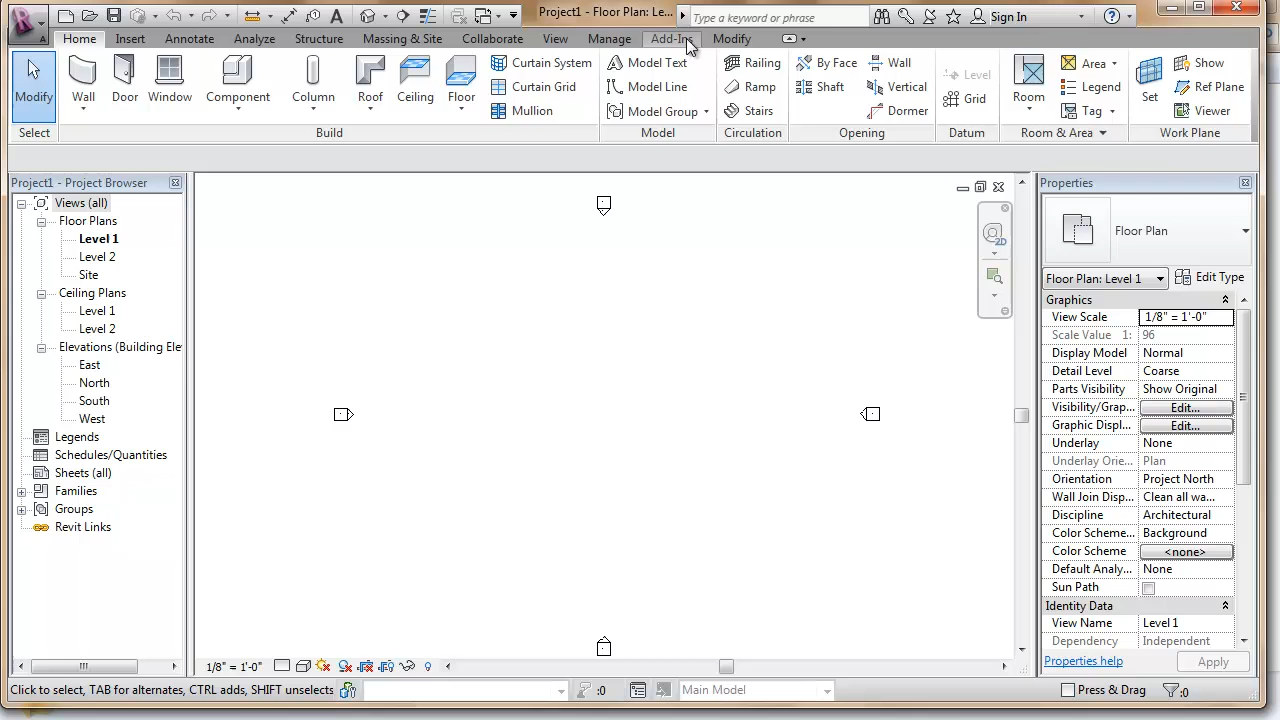 Project1 - Floor Plan: Le...
Type a keyword or phrase
Sign In
Home Insert Annotate Analyze Structure Massing & Site Collaborate View Manage Add-Ins Modify
Modify
Wall
Door
Window
Component
Column
Roof
Ceiling
Floor
Curtain System
Curtain Grid
Mullion
Model Text
Model Line
Model Group
Railing
Ramp
Stairs
By Face
Shaft
Wall
Vertical
Dormer
Level
Grid
Room
Area
Legend
Tag
Set
Show
Ref Plane
Viewer
Select Build Model Circulation Opening Datum Room & Area Work Plane
Project1 - Project Browser
Views (all)
Floor Plans
Level 1
Level 2
Site
Ceiling Plans
Level 1
Level 2
Elevations (Building Ele
East
North
South
West
Legends
Schedules/Quantities
Sheets (all)
Families
Groups
Revit Links
2D
Properties
Floor Plan
Floor Plan: Level 1 Edit Type
Graphics
View Scale 1/8" = 1'-0"
Scale Value 1: 96
Display Model Normal
Detail Level Coarse
Parts Visibility Show Original
Visibility/Grap... Edit...
Graphic Displ... Edit...
Underlay None
Underlay Orie... Plan
Orientation Project North
Wall Join Disp... Clean all wa...
Discipline Architectural
Color Scheme... Background
Color Scheme <none>
Default Analy... None
Sun Path
Identity Data
View Name Level 1
Dependency Independent
Properties help Apply
1/8" = 1'-0"
Click to select, TAB for alternates, CTRL adds, SHIFT unselects
:0
Main Model
Press & Drag
:0